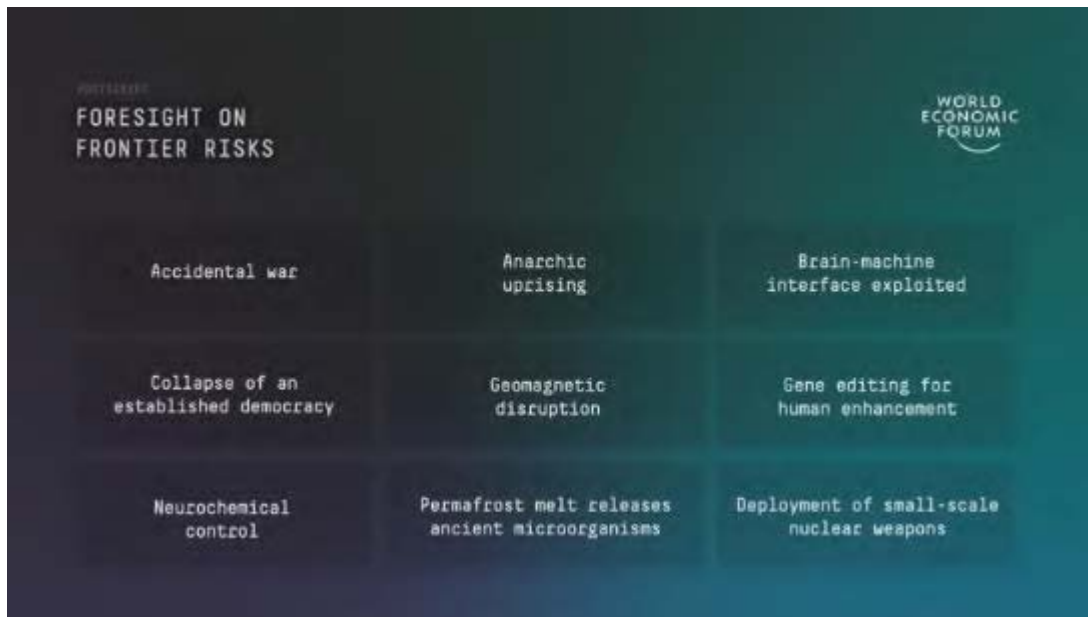 POSTSCRIPT
FORESIGHT ON
FRONTIER RISKS
WORLD
ECONOMIC
FORUM
Accidental war
Anarchic
uprising
Brain-machine
interface exploited
Collapse of an
established democracy
Geomagnetic
disruption
Gene editing for
human enhancement
Neurochemical
control
Permafrost melt releases
ancient microorganisms
Deployment of small-scale
nuclear weapons